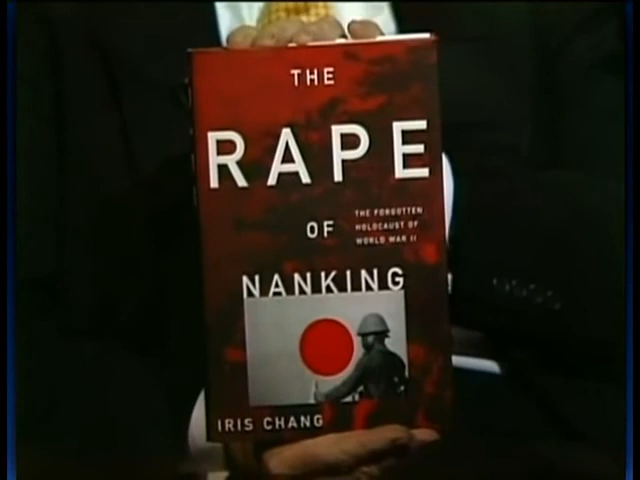 THE
RAPE
OF
THE FORGOTTEN
HOLOCAUST OF
WORLD WAR II
NANKING
IRIS CHANG